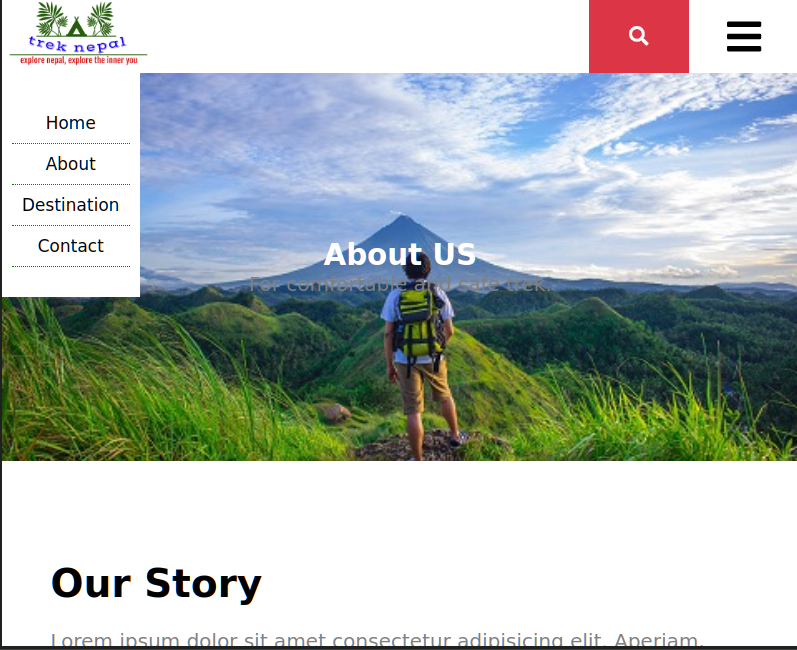 trek nepal
explore nepal, explore the inner you
Home
About
Destination
Contact
About US
For comfortable and safe trek.
Our Story
Lorem ipsum dolor sit amet consectetur adipisicing elit. Aperiam,